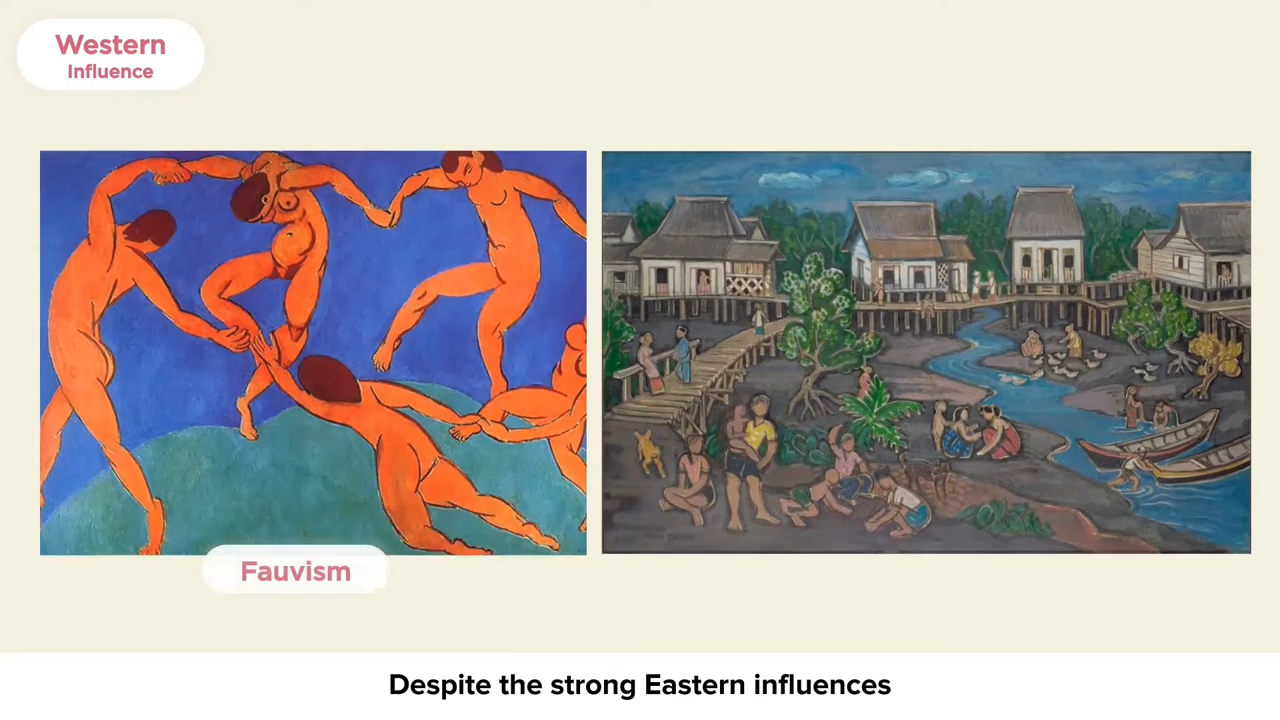 Western
Influence
Fauvism
Despite the strong Eastern influences